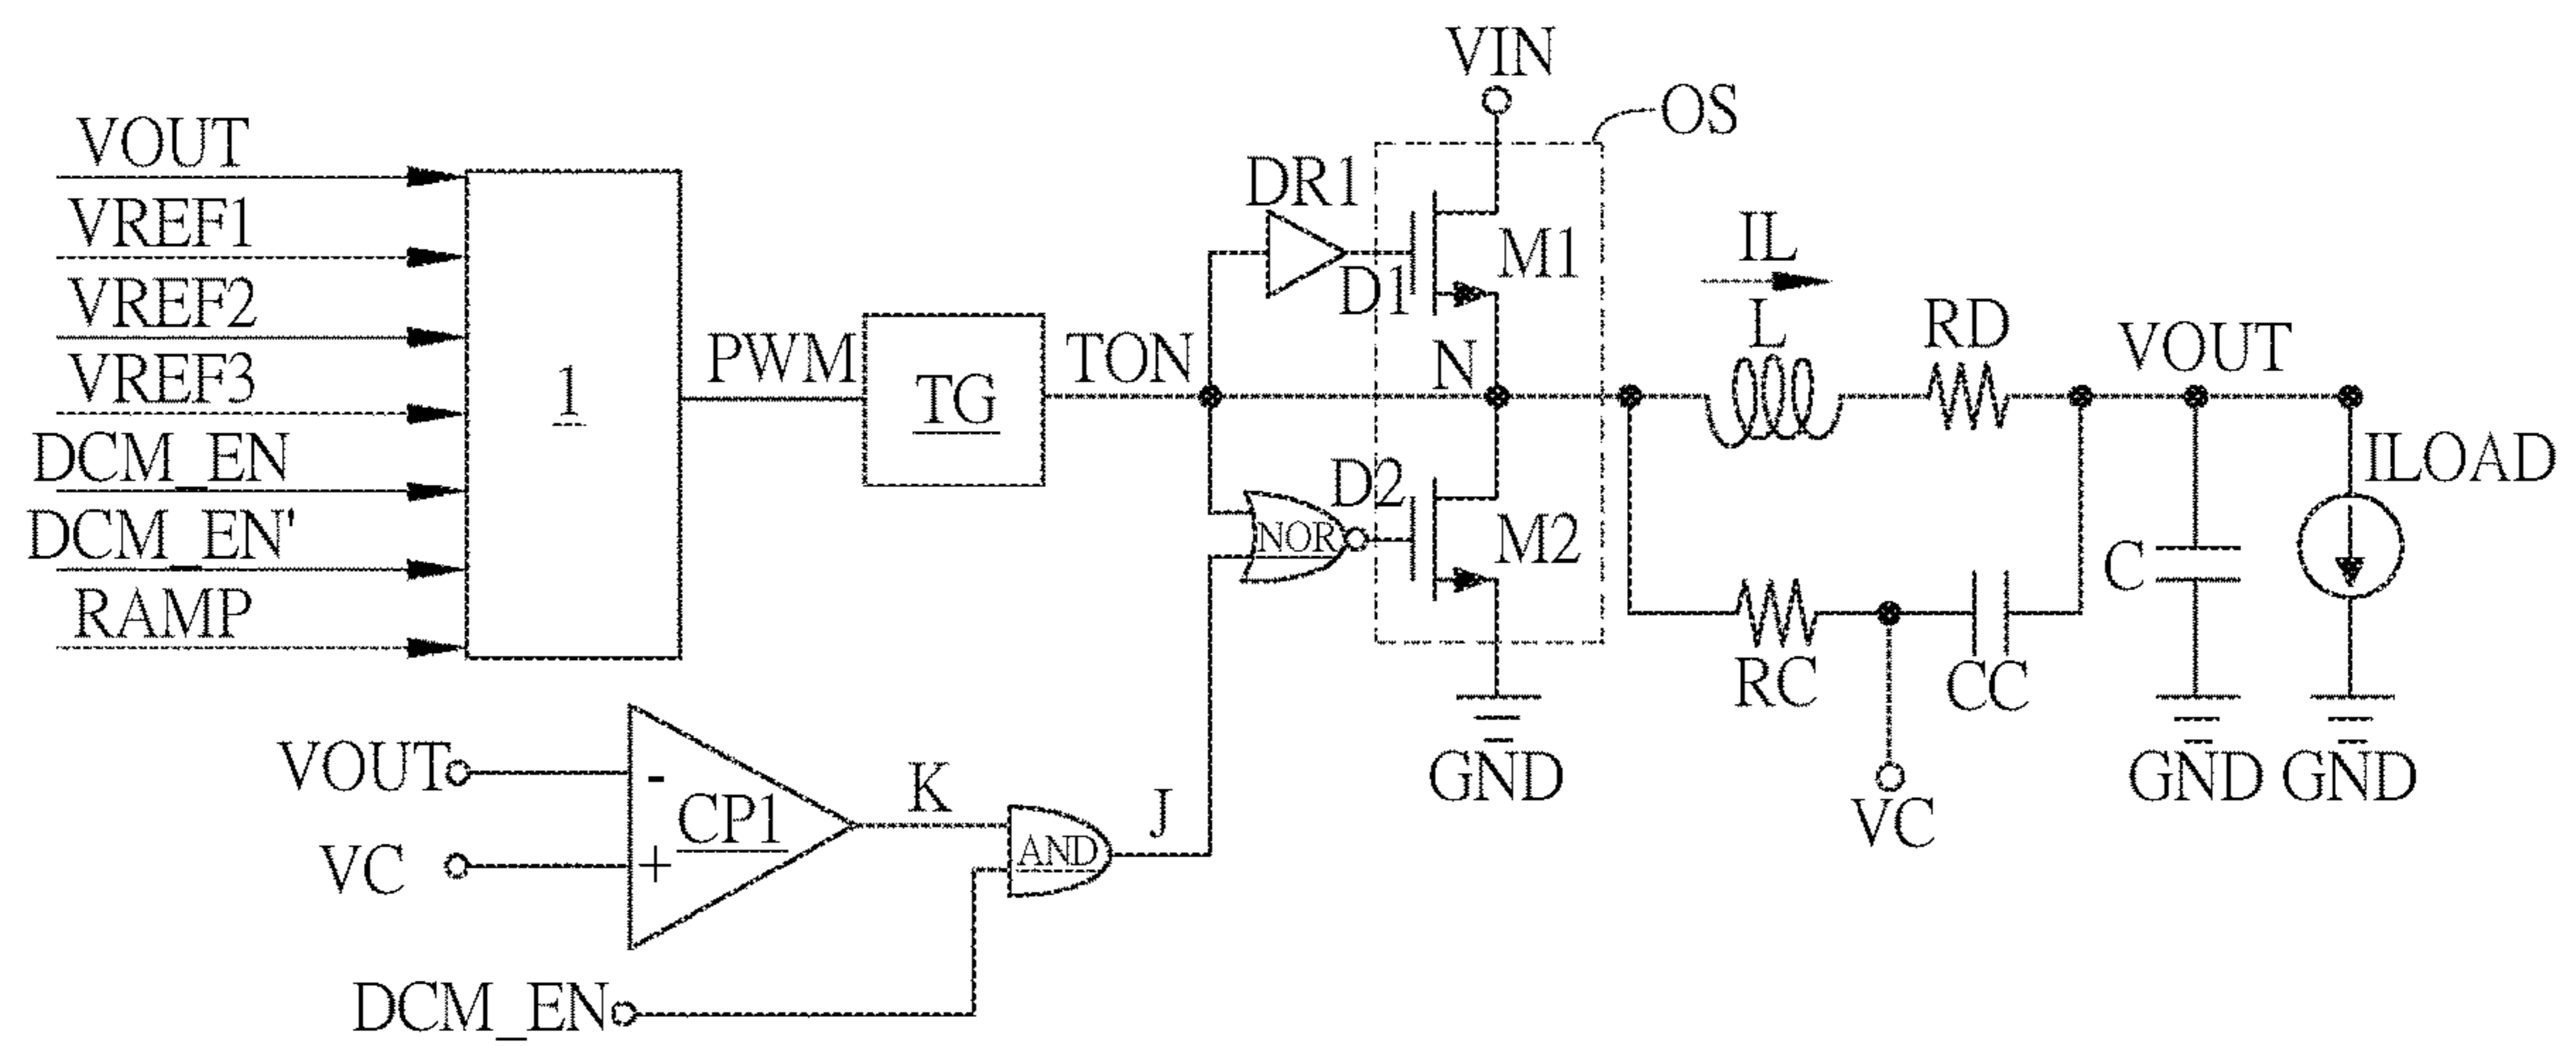 VIN
OS
VOUT
VREF1
VREF2
VREF3
DCM_EN
DCM_EN'
RAMP
1
PWM
TG
TON
DR1
D1
M1
N
D2
M2
NOR
GND
IL
L
RD
VOUT
ILOAD
C
RC
CC
VC
GND
GND
VOUT
VC
-
+
CP1
K
AND
J
DCM_EN